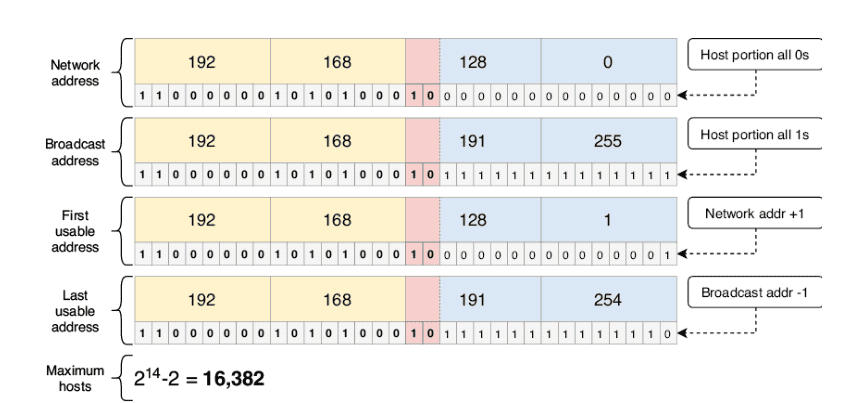 192 168 128 0
Host portion all 0s
Network
address
1 1 0 0 0 0 0 0 1 0 1 0 1 0 0 0 1 0 0 0 0 0 0 0 0 0 0 0 0 0 0 0
192 168 191 255
Host portion all 1s
Broadcast
address
1 1 0 0 0 0 0 0 1 0 1 0 1 0 0 0 1 0 1 1 1 1 1 1 1 1 1 1 1 1 1 1
192 168 128 1
Network addr +1
First
usable
address
1 1 0 0 0 0 0 0 1 0 1 0 1 0 0 0 1 0 0 0 0 0 0 0 0 0 0 0 0 0 0 1
192 168 191 254
Broadcast addr -1
Last
usable
address
1 1 0 0 0 0 0 0 1 0 1 0 1 0 0 0 1 0 1 1 1 1 1 1 1 1 1 1 1 1 1 0
Maximum
hosts
2¹⁴-2 = 16,382